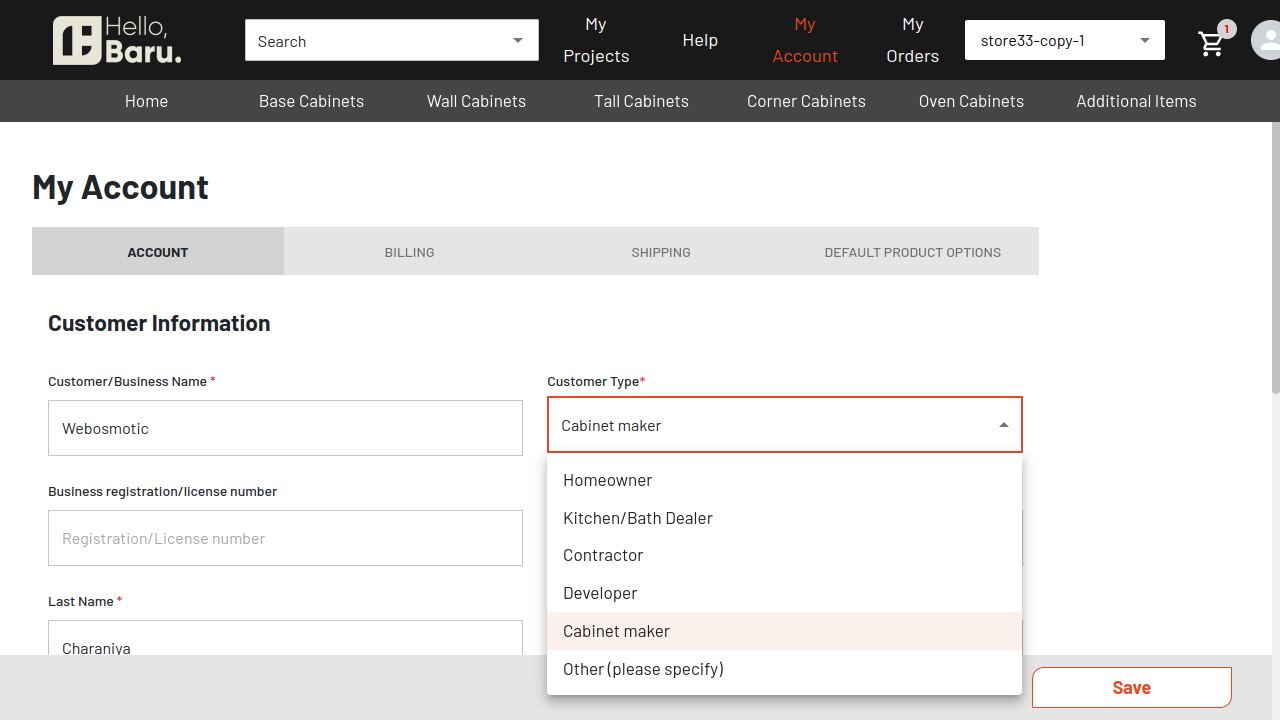 Hello,
Baru.
Search
My Projects
Help
My Account
My Orders
store33-copy-1
1
Home
Base Cabinets
Wall Cabinets
Tall Cabinets
Corner Cabinets
Oven Cabinets
Additional Items
My Account
ACCOUNT
BILLING
SHIPPING
DEFAULT PRODUCT OPTIONS
Customer Information
Customer/Business Name *
Webosmotic
Customer Type*
Cabinet maker
Homeowner
Kitchen/Bath Dealer
Contractor
Developer
Cabinet maker
Other (please specify)
Business registration/license number
Registration/License number
Last Name *
Charaniya
Save